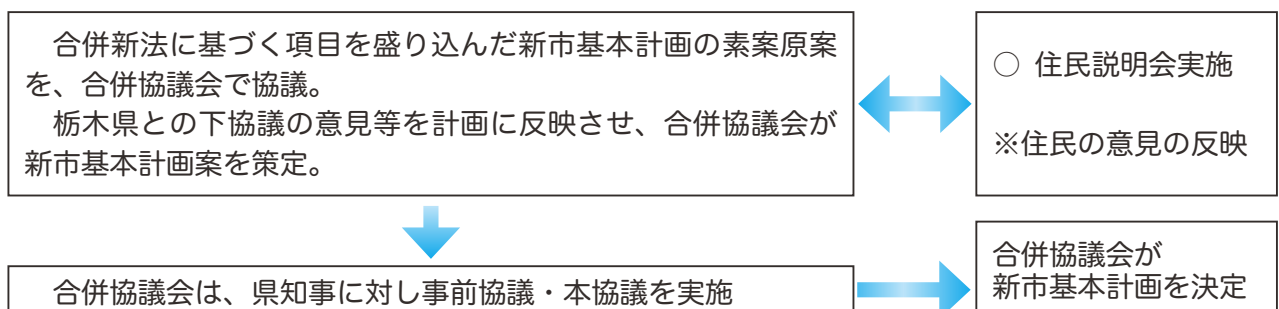 合併新法に基づく項目を盛り込んだ新市基本計画の素案原案
を、合併協議会で協議。
　栃木県との下協議の意見等を計画に反映させ、合併協議会が
新市基本計画案を策定。
○ 住民説明会実施
※住民の意見の反映
　合併協議会は、県知事に対し事前協議・本協議を実施
合併協議会が
新市基本計画を決定